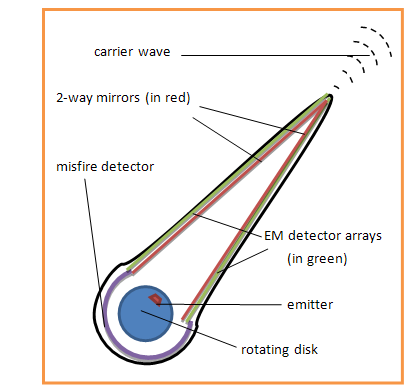 carrier wave
2-way mirrors (in red)
misfire detector
EM detector arrays
(in green)
emitter
rotating disk